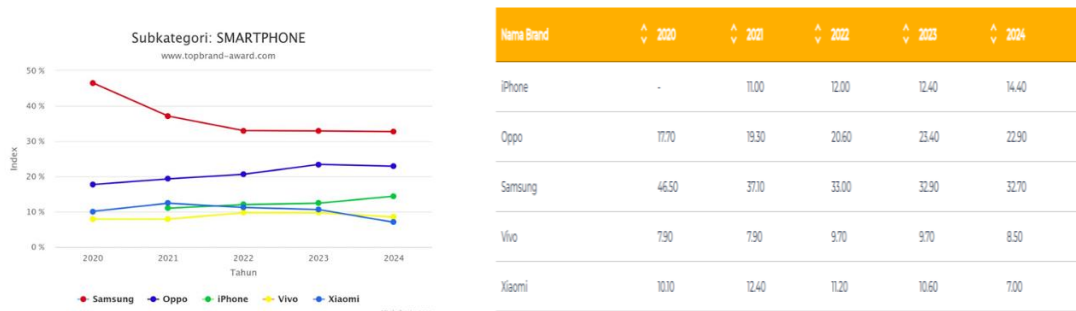 Subkategori: SMARTPHONE
www.topbrand-award.com
50 %
40 %
30 %
20 %
10 %
0 %
Index
2020 2021 2022 2023 2024
Tahun
Samsung Oppo iPhone Vivo Xiaomi
Nama Brand 2020 2021 2022 2023 2024
iPhone - 11.00 12.00 12.40 14.40
Oppo 17.70 19.30 20.60 23.40 22.90
Samsung 46.50 37.10 33.00 32.90 32.70
Vivo 7.90 7.90 9.70 9.70 8.50
Xiaomi 10.10 12.40 11.20 10.60 7.00